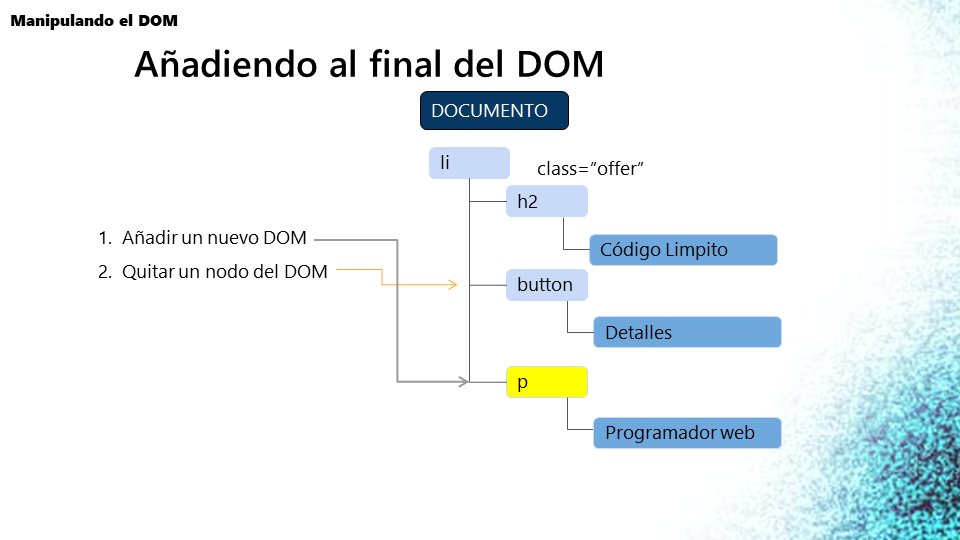 Manipulando el DOM
Añadiendo al final del DOM
DOCUMENTO
li
class=”offer”
h2
1. Añadir un nuevo DOM
Código Limpito
2. Quitar un nodo del DOM
button
Detalles
p
Programador web